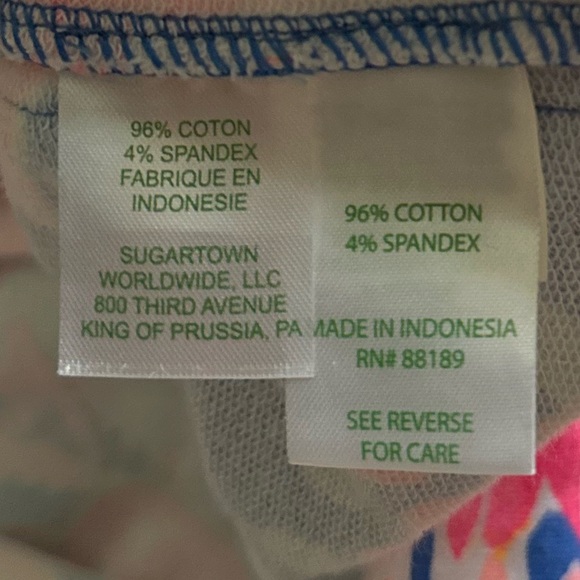 96% COTON
4% SPANDEX
FABRIQUE EN
INDONESIE
SUGARTOWN
WORLDWIDE, LLC
800 THIRD AVENUE
KING OF PRUSSIA, PA
96% COTTON
4% SPANDEX
MADE IN INDONESIA
RN# 88189
SEE REVERSE
FOR CARE